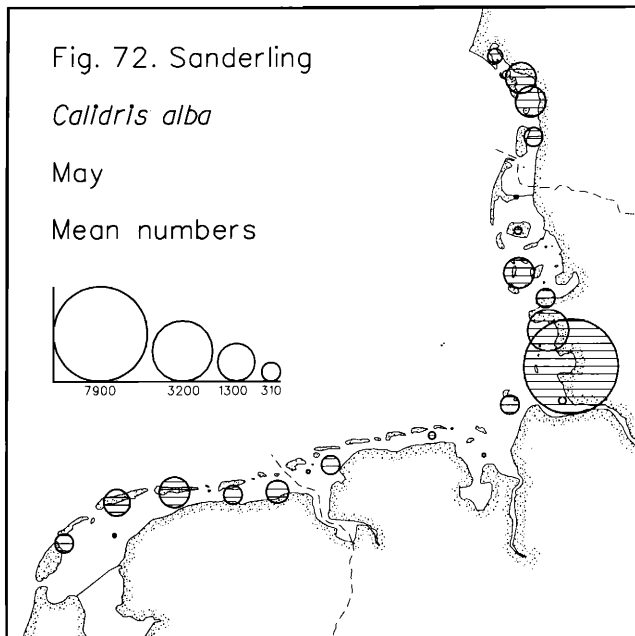 Fig. 72. Sanderling
Calidris alba
May
Mean numbers
7900 3200 1300 310